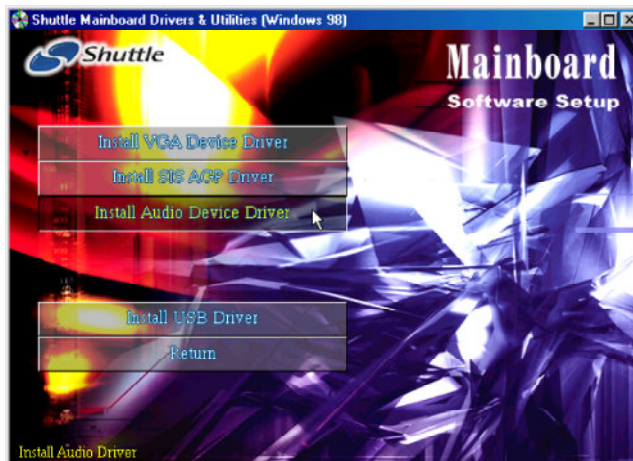 Shuttle Mainboard Drivers & Utilities (Windows 98)
Shuttle
Mainboard
Software Setup
Install VGA Device Driver
Install SIS AGP Driver
Install Audio Device Driver
Install USB Driver
Return
Install Audio Driver